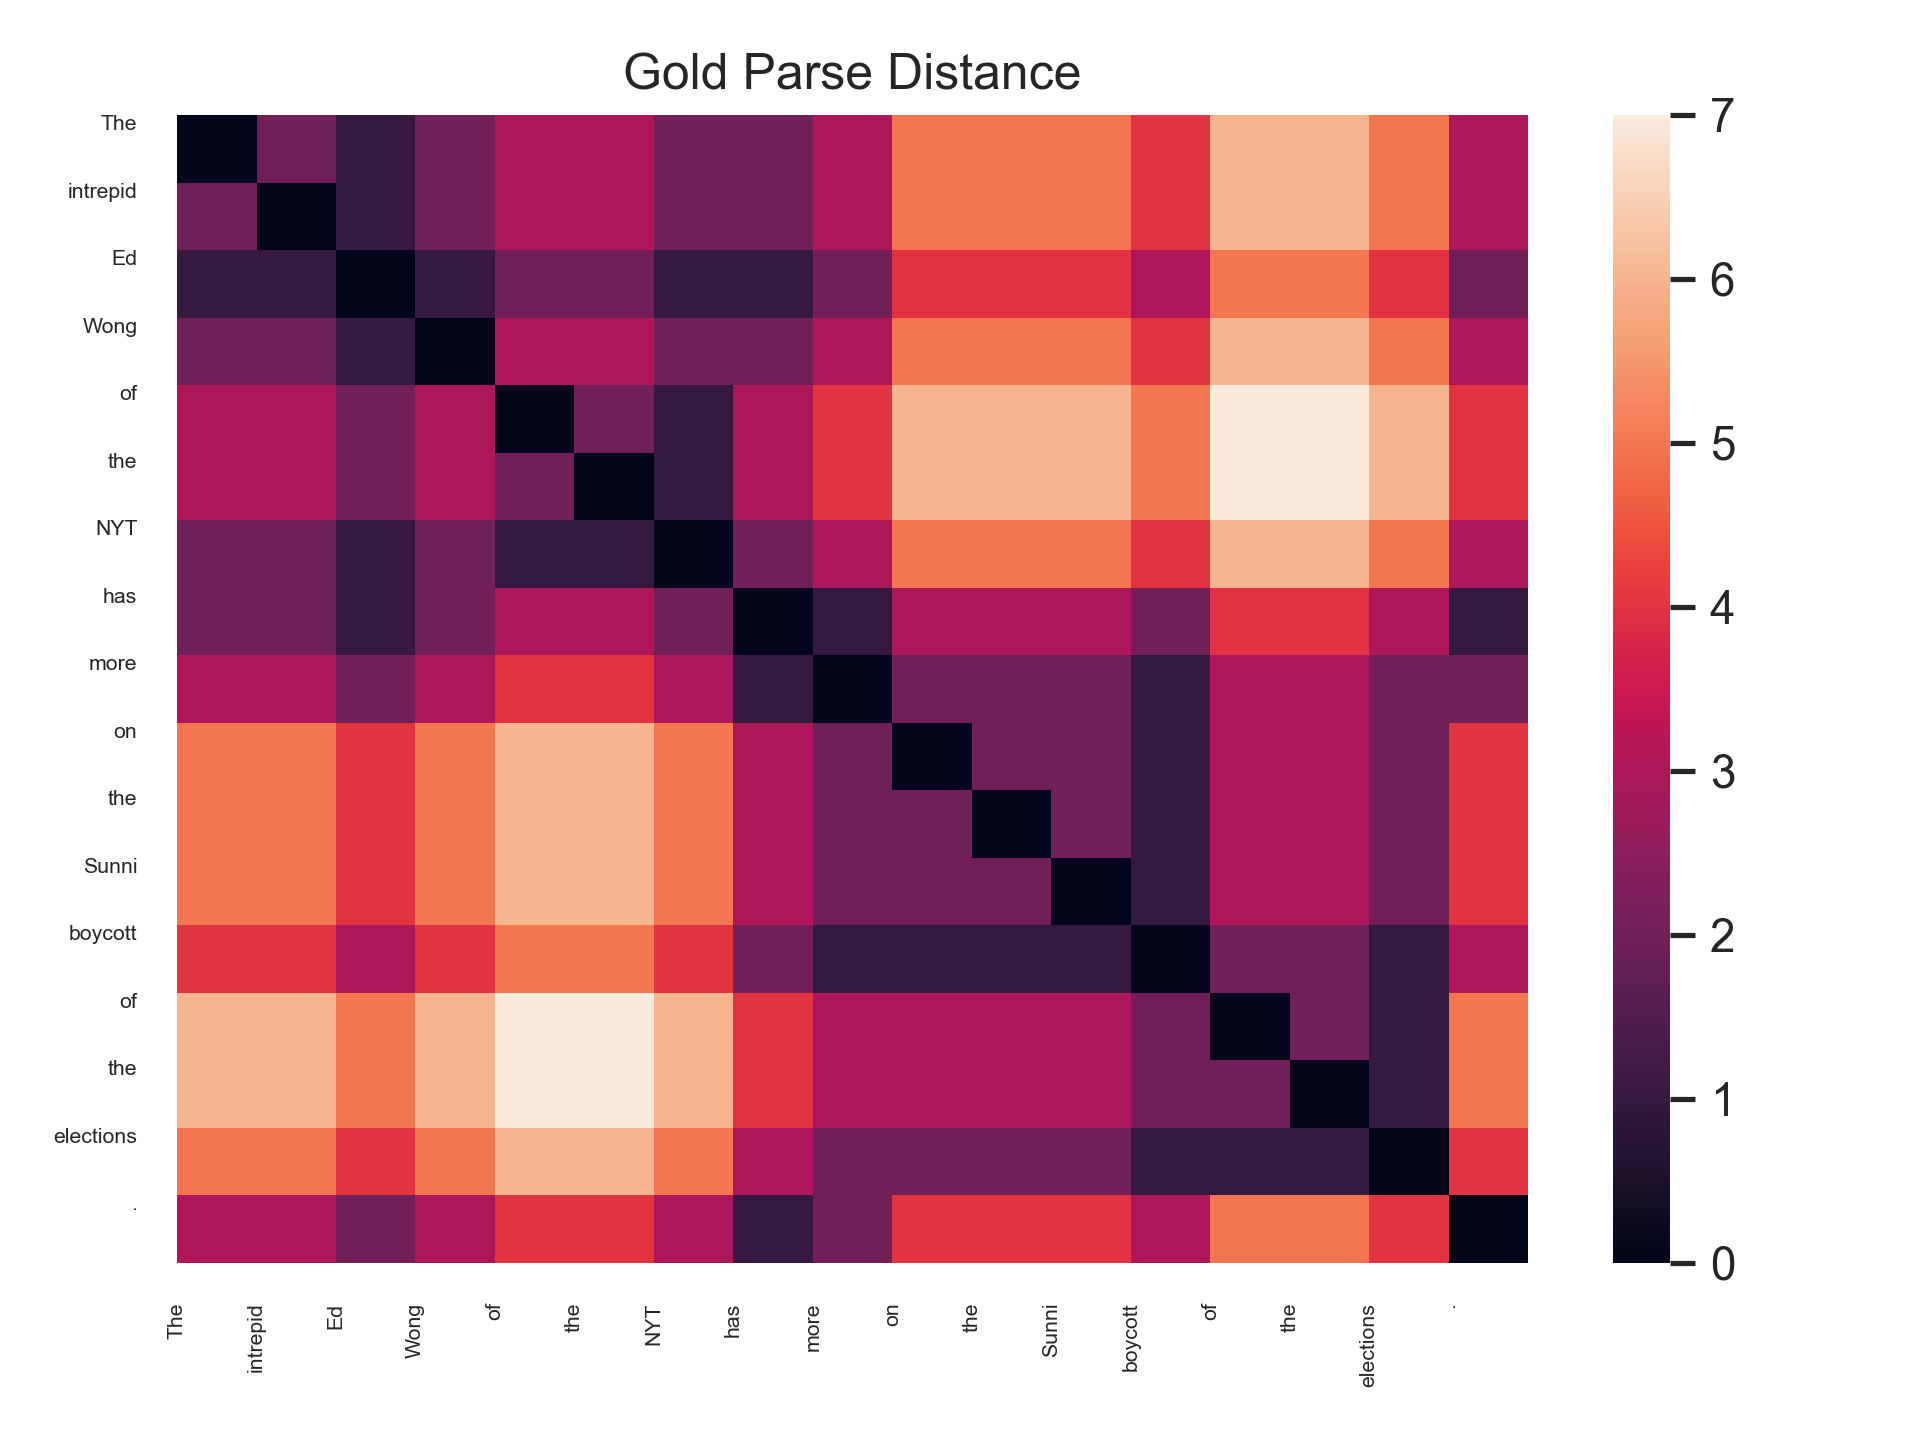 Gold Parse Distance
The
intrepid
Ed
Wong
of
the
NYT
has
more
on
the
Sunni
boycott
of
the
elections
.
The
intrepid
Ed
Wong
of
the
NYT
has
more
on
the
Sunni
boycott
of
the
elections
.
7
6
5
4
3
2
1
0